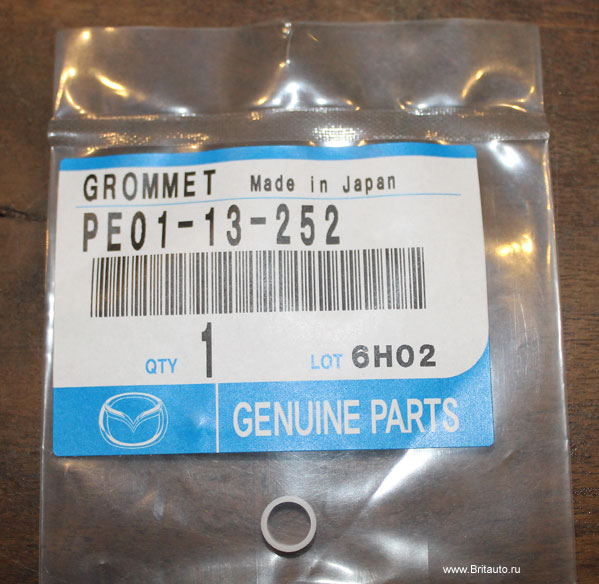 GROMMET Made in Japan
PE01-13-252
QTY 1 LOT 6H02
GENUINE PARTS
www.Britauto.ru